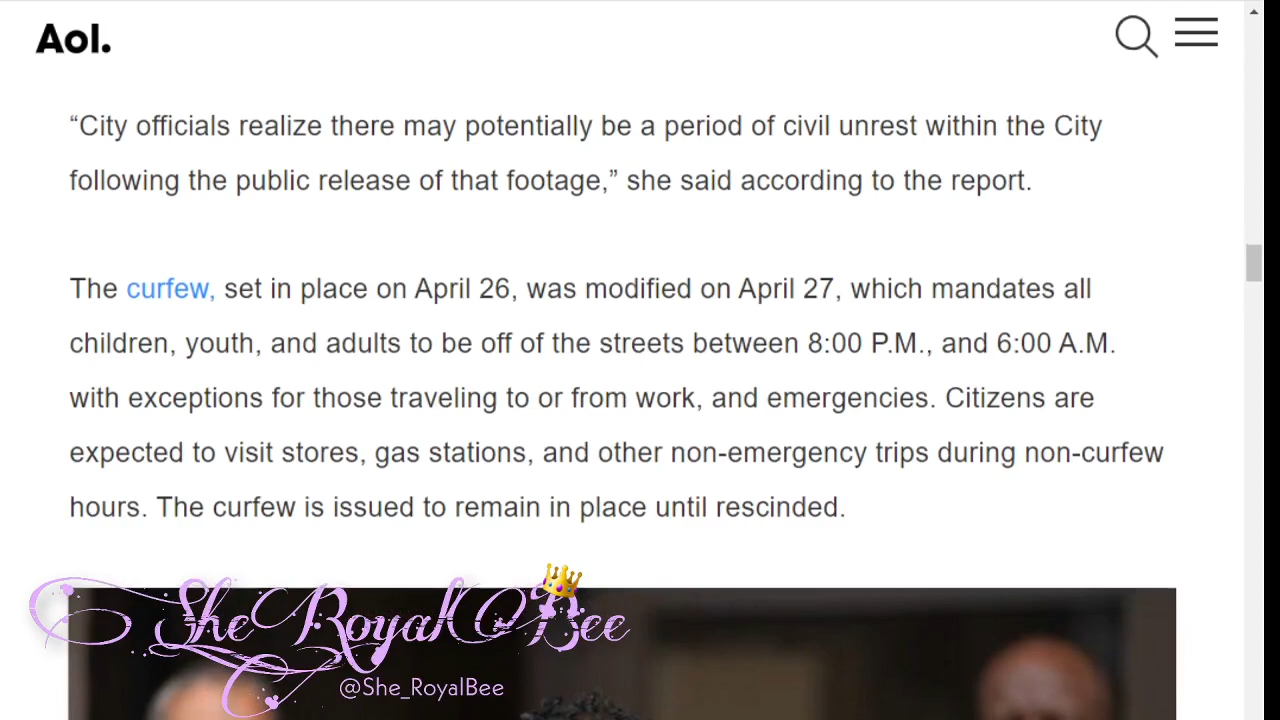 Aol.
“City officials realize there may potentially be a period of civil unrest within the City
following the public release of that footage,” she said according to the report.
The curfew, set in place on April 26, was modified on April 27, which mandates all
children, youth, and adults to be off of the streets between 8:00 P.M., and 6:00 A.M.
with exceptions for those traveling to or from work, and emergencies. Citizens are
expected to visit stores, gas stations, and other non-emergency trips during non-curfew
hours. The curfew is issued to remain in place until rescinded.
SheRoyalBee
@She_RoyalBee